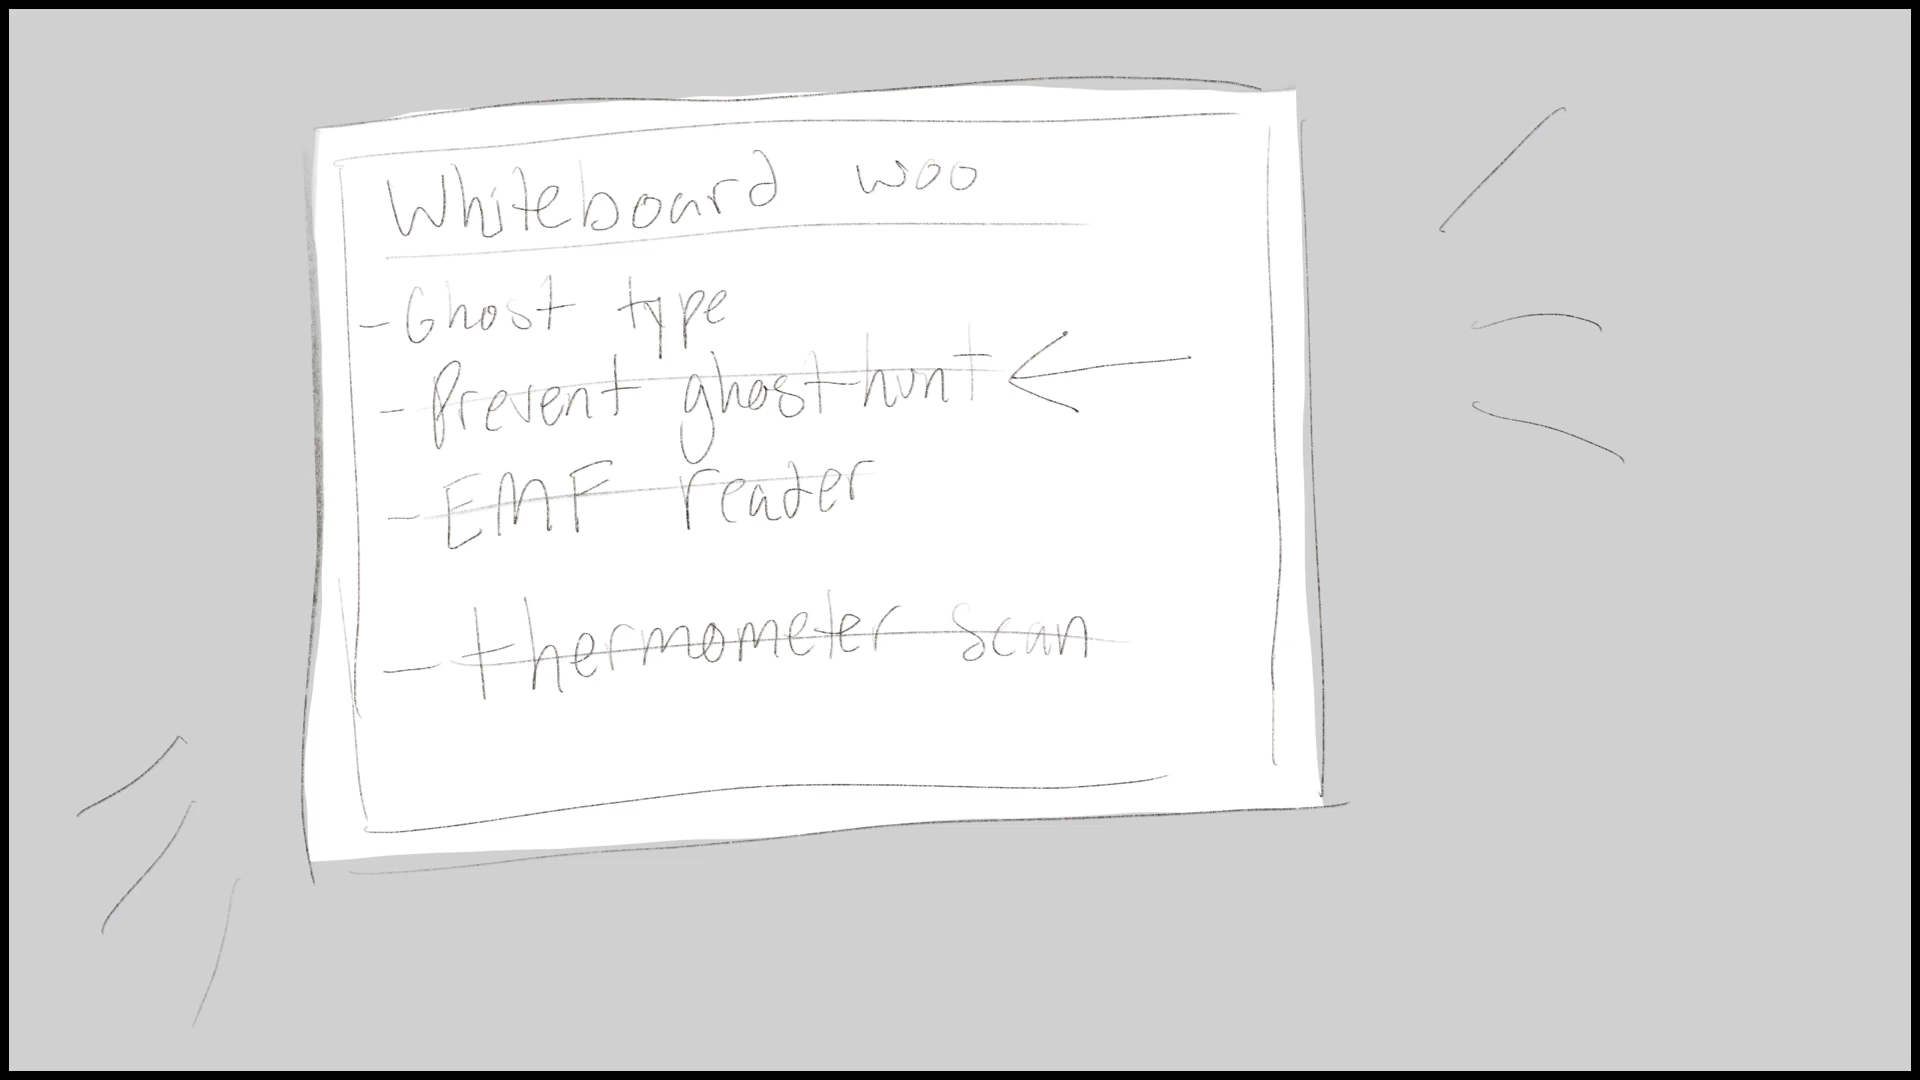 Whiteboard woo
- Ghost type
- Prevent ghost hunt
- EMF reader
- thermometer scan